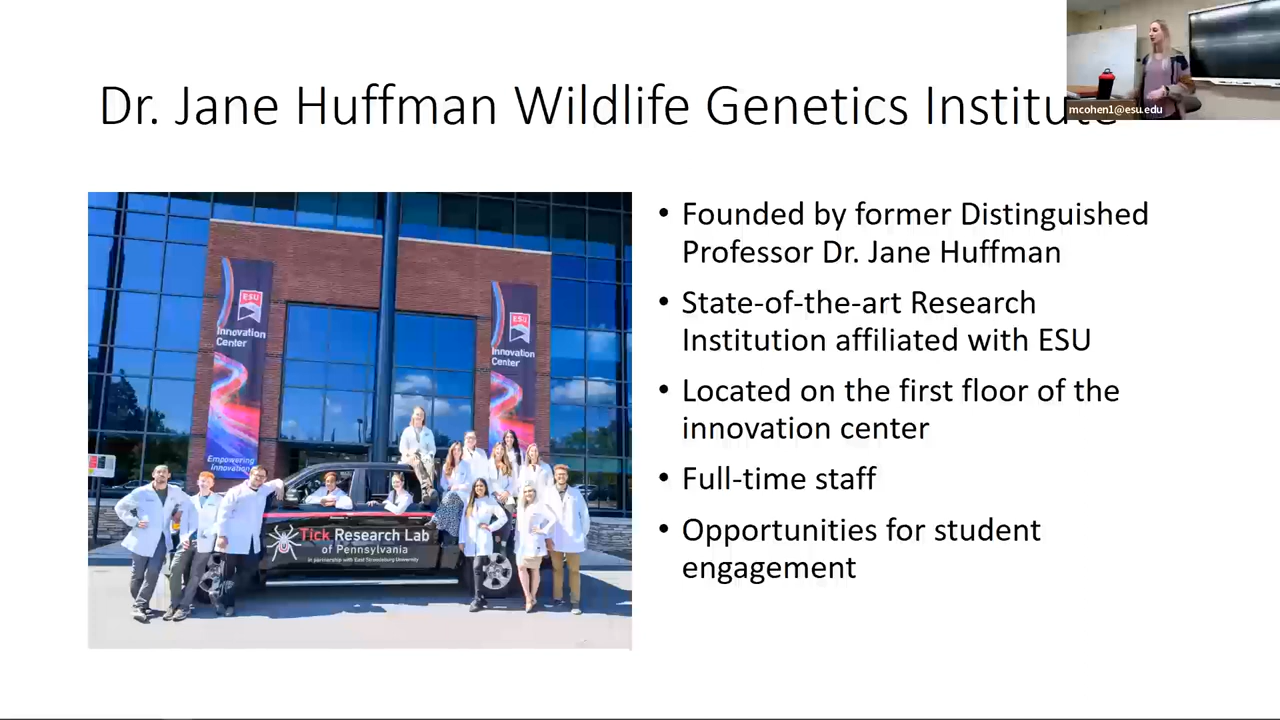 Dr. Jane Huffman Wildlife Genetics Institute
mcohen1@esu.edu
Founded by former Distinguished
Professor Dr. Jane Huffman
State-of-the-art Research
Institution affiliated with ESU
Located on the first floor of the
innovation center
Full-time staff
Opportunities for student
engagement
ESU
Innovation
Center
Empowering
Innovation
ESU
Innovation
Center
Tick Research Lab
of Pennsylvania
in partnership with East Stroudsburg University